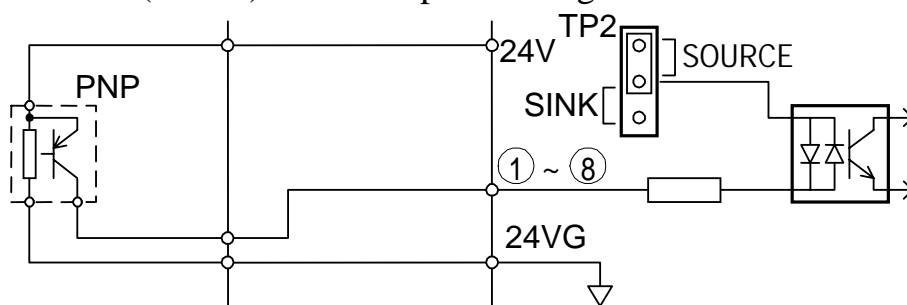 TP2
24V
SOURCE
PNP
SINK
1 ~ 8
24VG